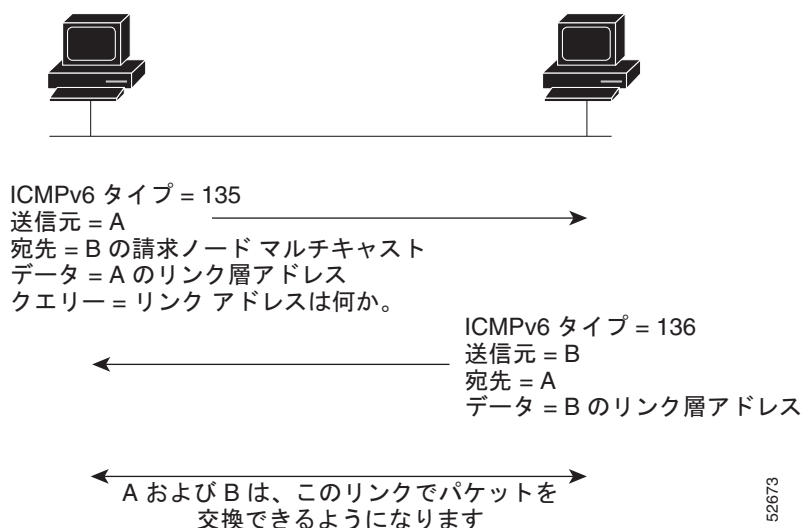 ICMPv6 タイプ = 135
送信元 = A
宛先 = B の請求ノード マルチキャスト
データ = A のリンク層アドレス
クエリー = リンク アドレスは何か。
ICMPv6 タイプ = 136
送信元 = B
宛先 = A
データ = B のリンク層アドレス
A および B は、このリンクでパケットを
交換できるようになります
52673